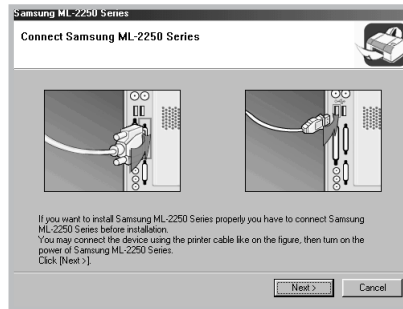 Samsung ML-2250 Series
Connect Samsung ML-2250 Series
If you want to install Samsung ML-2250 Series properly you have to connect Samsung
ML-2250 Series before installation.
You may connect the device using the printer cable like on the figure, then turn on the
power of Samsung ML-2250 Series.
Click [Next >].
Next >
Cancel